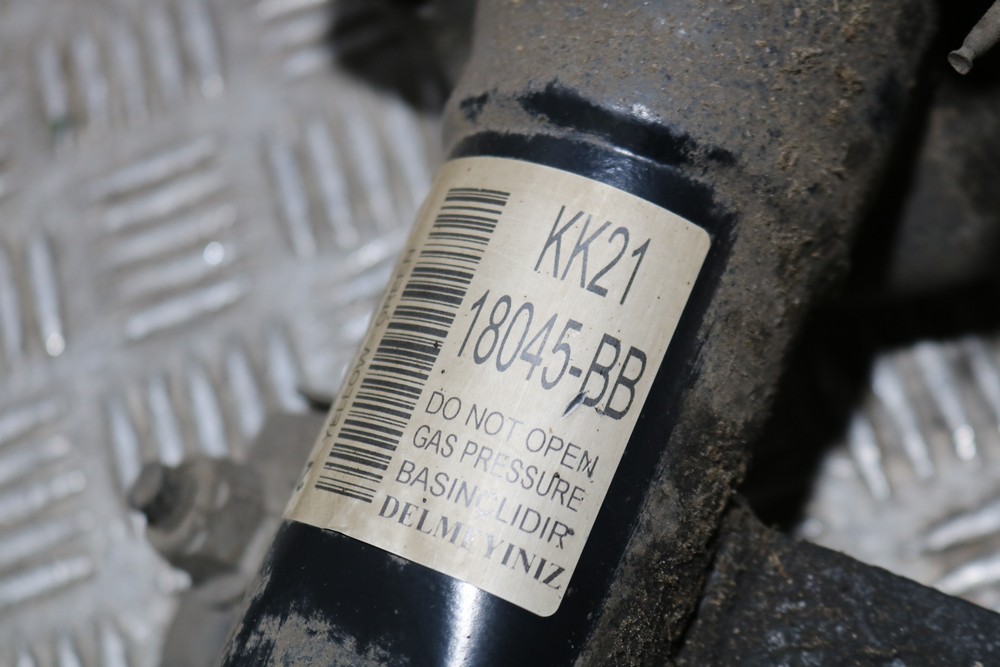 KK21
18045-BB
DO NOT OPEN
GAS PRESSURE
BASINÇLIDIR
DELMEYINIZ